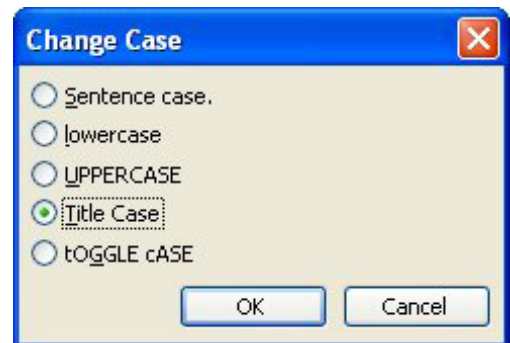 Change Case
Sentence case.
lowercase
UPPERCASE
Title Case
tOGGLE cASE
OK Cancel